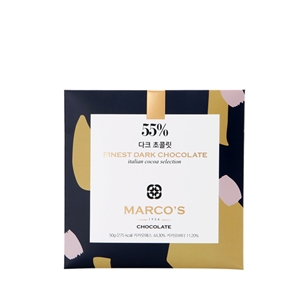 55%
다크 초콜릿
FINEST DARK CHOCOLATE
italian cocoa selection
MARCO'S
CHOCOLATE